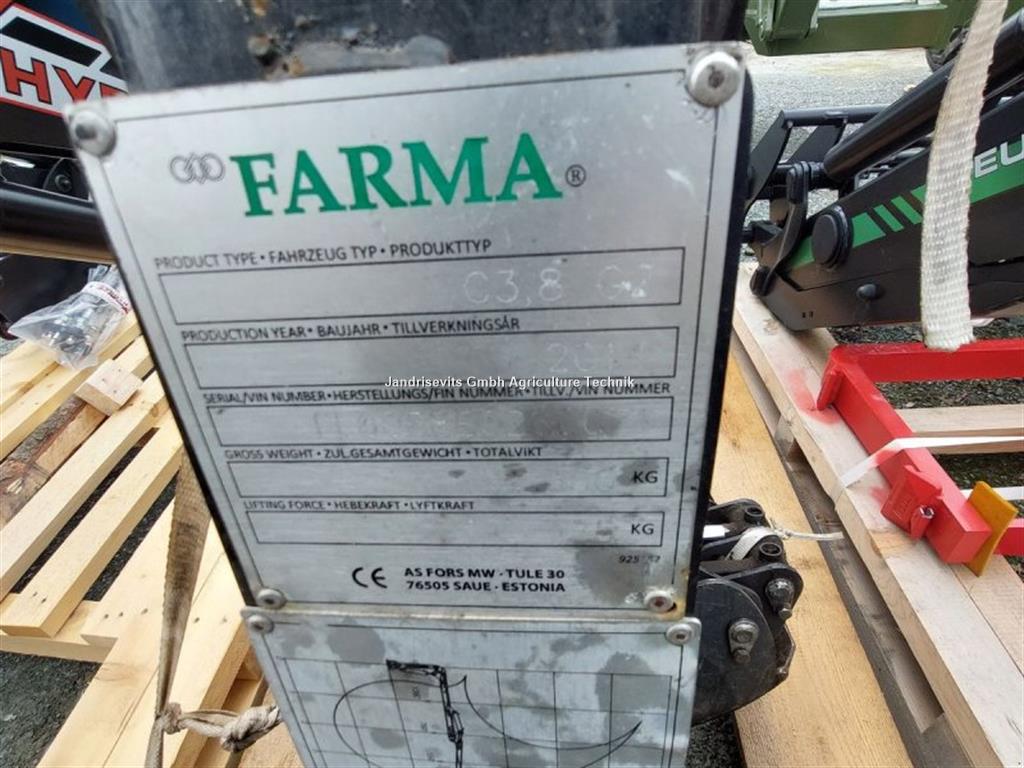 FARMA®
PRODUCT TYPE • FAHRZEUG TYP • PRODUKTTYP
C3,8
PRODUCTION YEAR • BAUJAHR • TILLVERKNINGSÅR
Jandrisevits Gmbh Agriculture Technik
SERIAL/VIN NUMBER • HERSTELLUNGS/FIN NUMMER • TILLV./VIN NUMMER
GROSS WEIGHT • ZUL.GESAMTGEWICHT • TOTALVIKT
KG
LIFTING FORCE • HEBEKRAFT • LYFTKRAFT
KG
CE AS FORS MW - TULE 30
76505 SAUE - ESTONIA